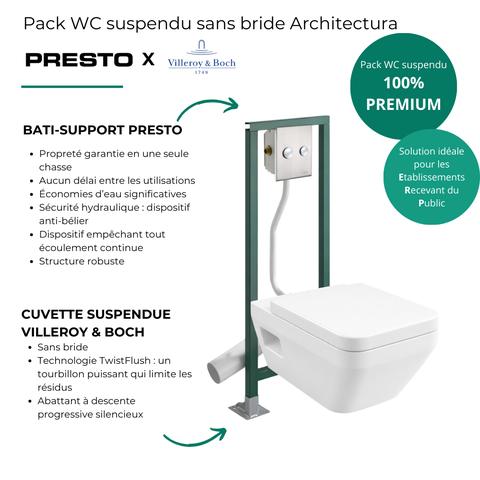 Pack WC suspendu sans bride Architectura
PRESTO X Villeroy & Boch
1748
Pack WC suspendu
100%
PREMIUM
Solution idéale
pour les
Etablissements
Recevant du
Public
BATI-SUPPORT PRESTO
• Propreté garantie en une seule
chasse
• Aucun délai entre les utilisations
• Économies d'eau significatives
• Sécurité hydraulique : dispositif
anti-bélier
• Dispositif empêchant tout
écoulement continue
• Structure robuste
CUVETTE SUSPENDUE
VILLEROY & BOCH
• Sans bride
• Technologie TwistFlush : un
tourbillon puissant qui limite les
résidus
• Abattant à descente
progressive silencieux